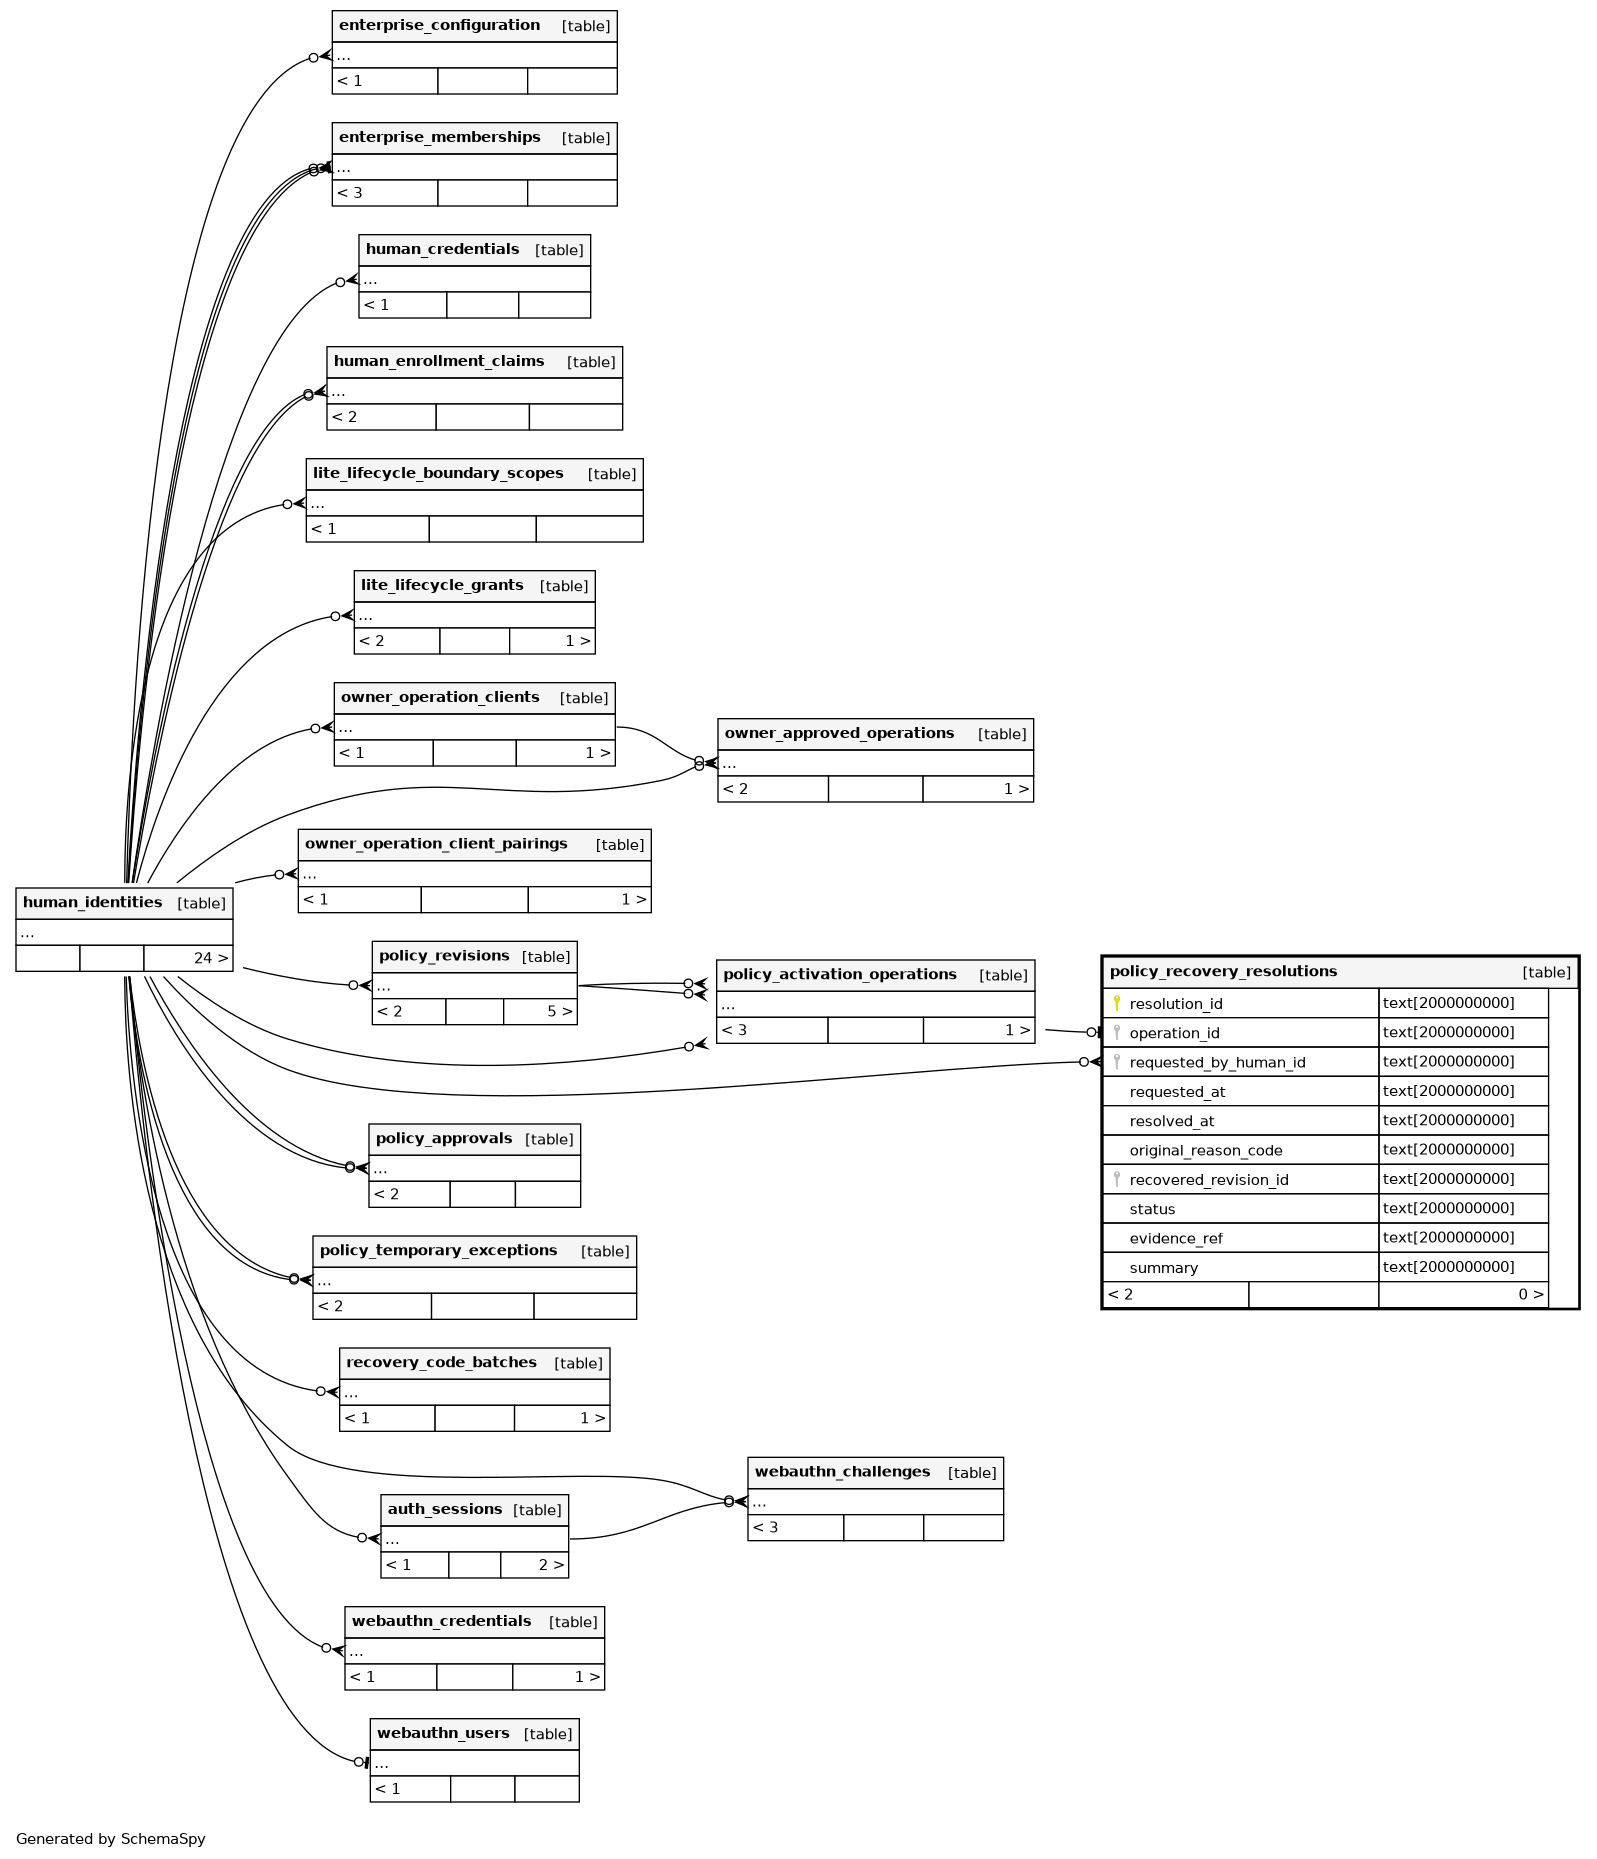 enterprise_configuration [table]
...
< 1
enterprise_memberships [table]
...
< 3
human_credentials [table]
...
< 1
human_enrollment_claims [table]
...
< 2
lite_lifecycle_boundary_scopes [table]
...
< 1
lite_lifecycle_grants [table]
...
< 2 1 >
owner_operation_clients [table]
...
< 1 1 >
owner_approved_operations [table]
...
< 2 1 >
owner_operation_client_pairings [table]
...
< 1 1 >
human_identities [table]
...
24 >
policy_revisions [table]
...
< 2 5 >
policy_activation_operations [table]
...
< 3 1 >
policy_recovery_resolutions [table]
resolution_id text[2000000000]
operation_id text[2000000000]
requested_by_human_id text[2000000000]
requested_at text[2000000000]
resolved_at text[2000000000]
original_reason_code text[2000000000]
recovered_revision_id text[2000000000]
status text[2000000000]
evidence_ref text[2000000000]
summary text[2000000000]
< 2 0 >
policy_approvals [table]
...
< 2
policy_temporary_exceptions [table]
...
< 2
recovery_code_batches [table]
...
< 1 1 >
webauthn_challenges [table]
...
< 3
auth_sessions [table]
...
< 1 2 >
webauthn_credentials [table]
...
< 1 1 >
webauthn_users [table]
...
< 1
Generated by SchemaSpy